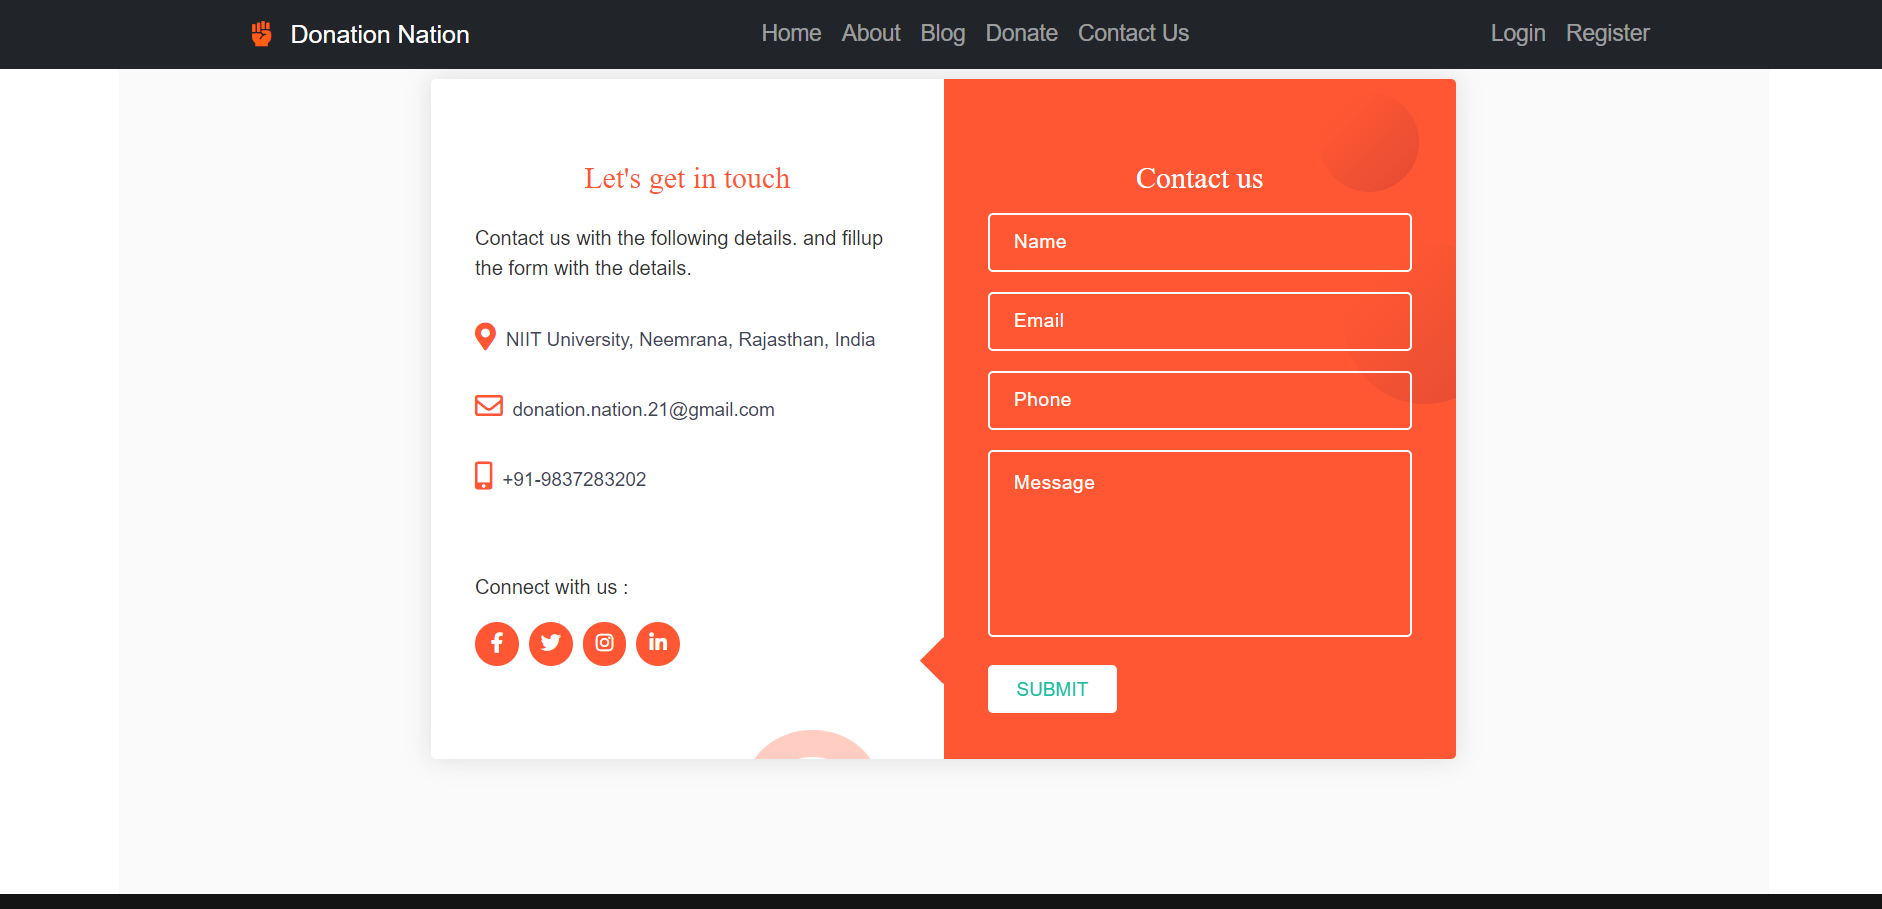 Donation Nation
Home About Blog Donate Contact Us
Login Register
Let's get in touch
Contact us with the following details. and fillup
the form with the details.
NIIT University, Neemrana, Rajasthan, India
donation.nation.21@gmail.com
+91-9837283202
Connect with us :
Contact us
Name
Email
Phone
Message
SUBMIT